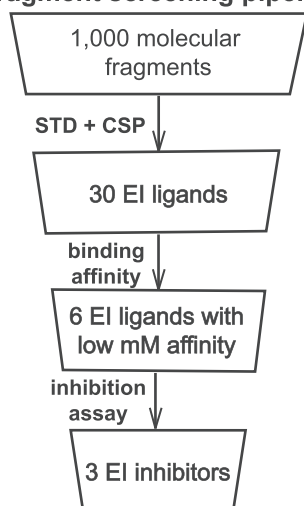 1,000 molecular
fragments
STD + CSP
30 EI ligands
binding
affinity
6 EI ligands with
low mM affinity
inhibition
assay
3 EI inhibitors